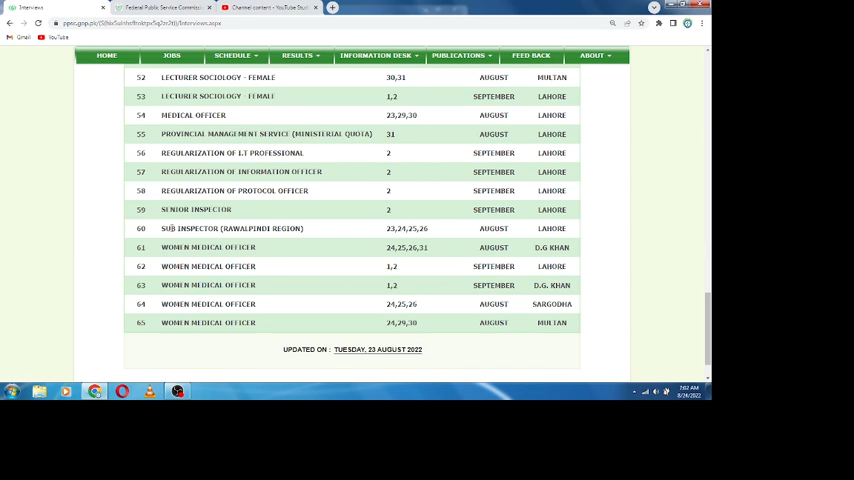 Interviews
Federal Public Service Commissi
Channel content - YouTube Stud
Gmail
YouTube
HOME JOBS SCHEDULE RESULTS INFORMATION DESK PUBLICATIONS FEED BACK ABOUT
52 LECTURER SOCIOLOGY - FEMALE 30,31 AUGUST MULTAN
53 LECTURER SOCIOLOGY - FEMALE 1,2 SEPTEMBER LAHORE
54 MEDICAL OFFICER 23,29,30 AUGUST LAHORE
55 PROVINCIAL MANAGEMENT SERVICE (MINISTERIAL QUOTA) 31 AUGUST LAHORE
56 REGULARIZATION OF I.T PROFESSIONAL 2 SEPTEMBER LAHORE
57 REGULARIZATION OF INFORMATION OFFICER 2 SEPTEMBER LAHORE
58 REGULARIZATION OF PROTOCOL OFFICER 2 SEPTEMBER LAHORE
59 SENIOR INSPECTOR 2 SEPTEMBER LAHORE
60 SUB INSPECTOR (RAWALPINDI REGION) 23,24,25,26 AUGUST LAHORE
61 WOMEN MEDICAL OFFICER 24,25,26,31 AUGUST D.G KHAN
62 WOMEN MEDICAL OFFICER 1,2 SEPTEMBER LAHORE
63 WOMEN MEDICAL OFFICER 1,2 SEPTEMBER D.G. KHAN
64 WOMEN MEDICAL OFFICER 24,25,26 AUGUST SARGODHA
65 WOMEN MEDICAL OFFICER 24,29,30 AUGUST MULTAN
UPDATED ON : TUESDAY, 23 AUGUST 2022
7:02 AM
8/24/2022